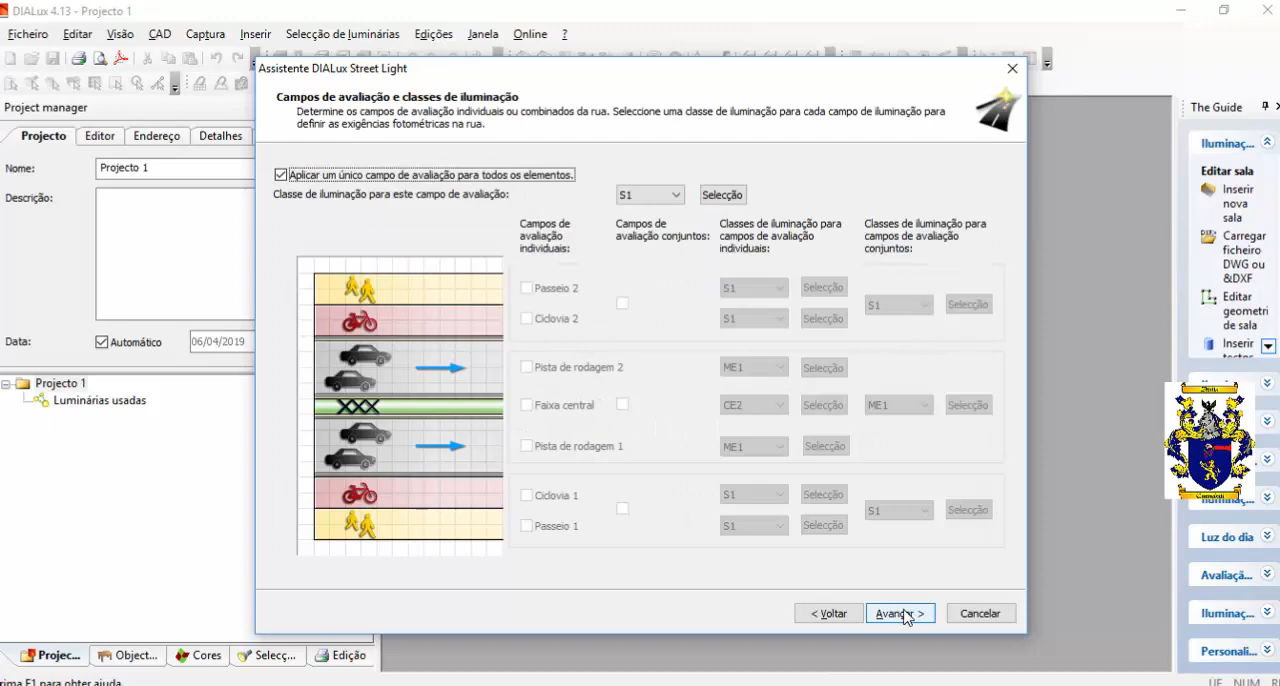 DIALux 4.13 - Projecto 1
Ficheiro Editar Visão CAD Captura Inserir Selecção de luminárias Edições Janela Online ?
Project manager
Projecto Editor Endereço Detalhes
Nome: Projecto 1
Descrição:
Data: Automático 06/04/2019
Projecto 1
Luminárias usadas
Projec... Object... Cores Selecç... Edição
rima F1 para obter ajuda.
Assistente DIALux Street Light
Campos de avaliação e classes de iluminação
Determine os campos de avaliação individuais ou combinados da rua. Seleccione uma classe de iluminação para cada campo de iluminação para
definir as exigências fotométricas na rua.
Aplicar um único campo de avaliação para todos os elementos.
Classe de iluminação para este campo de avaliação: S1 Selecção
Campos de
avaliação
individuais:
Campos de
avaliação conjuntos:
Classes de iluminação para
campos de avaliação
individuais:
Classes de iluminação para
campos de avaliação
conjuntos:
Passeio 2 S1 Selecção
S1 Selecção
Ciclovia 2 S1 Selecção
Pista de rodagem 2 ME1 Selecção
Faixa central CE2 Selecção ME1 Selecção
Pista de rodagem 1 ME1 Selecção
Ciclovia 1 S1 Selecção
S1 Selecção
Passeio 1 S1 Selecção
< Voltar Avançar > Cancelar
The Guide
Iluminaç...
Editar sala
Inserir
nova
sala
Carregar
ficheiro
DWG ou
&DXF
Editar
geometri
de sala
Inserir
Luz do dia
Avaliaçã...
Iluminaç...
Personali...
UF NUM